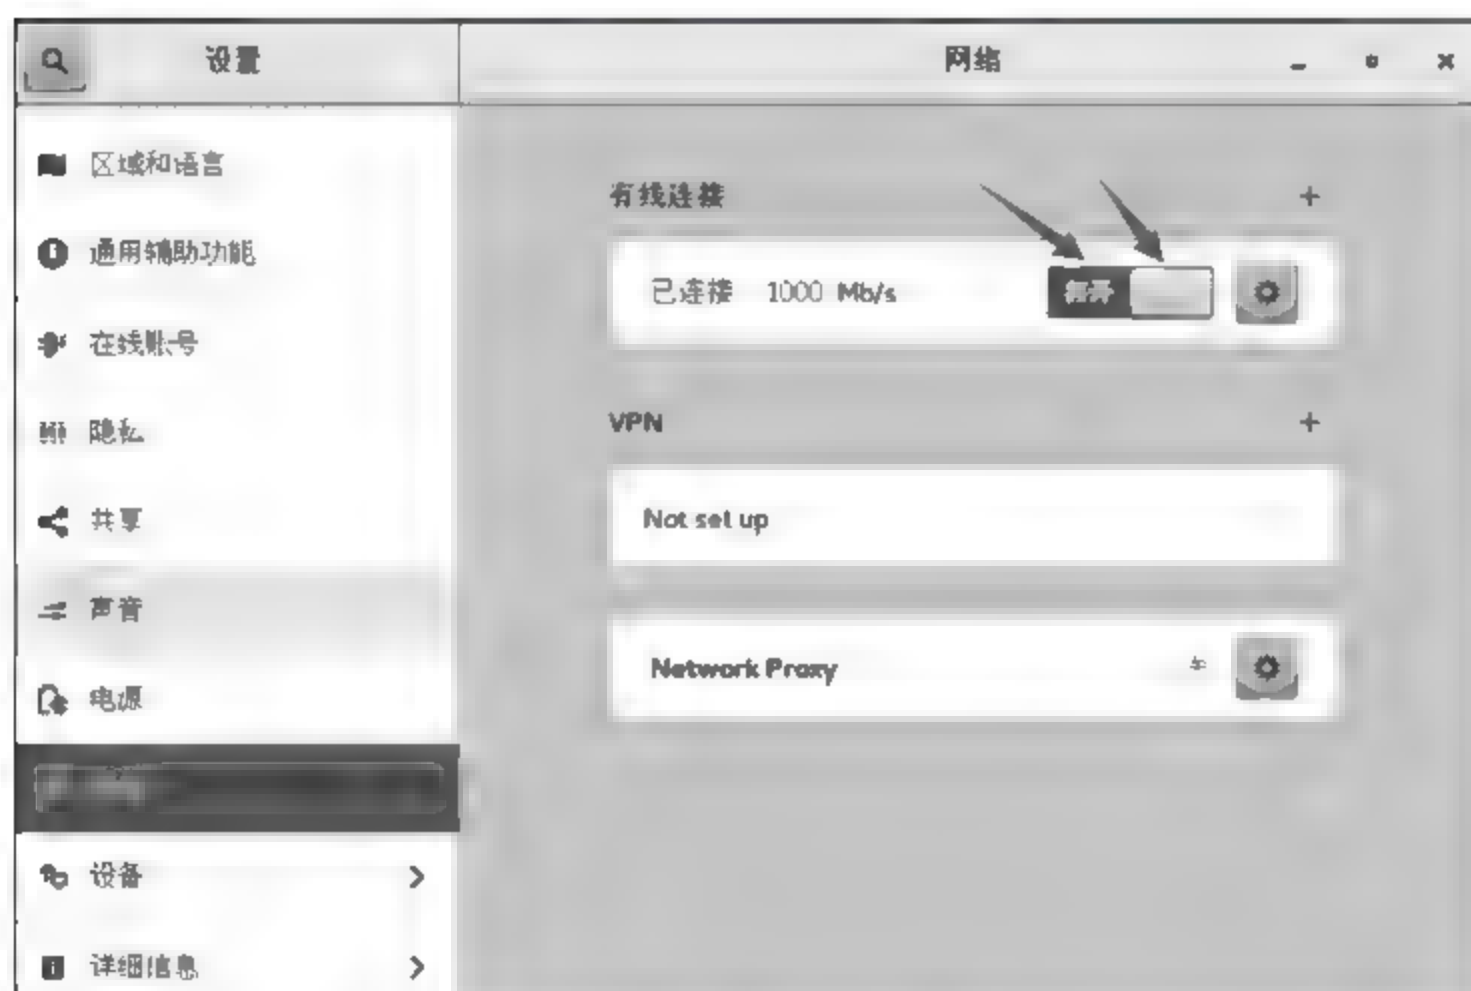 设置
网络
区域和语言
通用辅助功能
在线账号
隐私
共享
声音
电源
设备
详细信息
有线连接
已连接 1000 Mb/s
打开
VPN
Not set up
Network Proxy